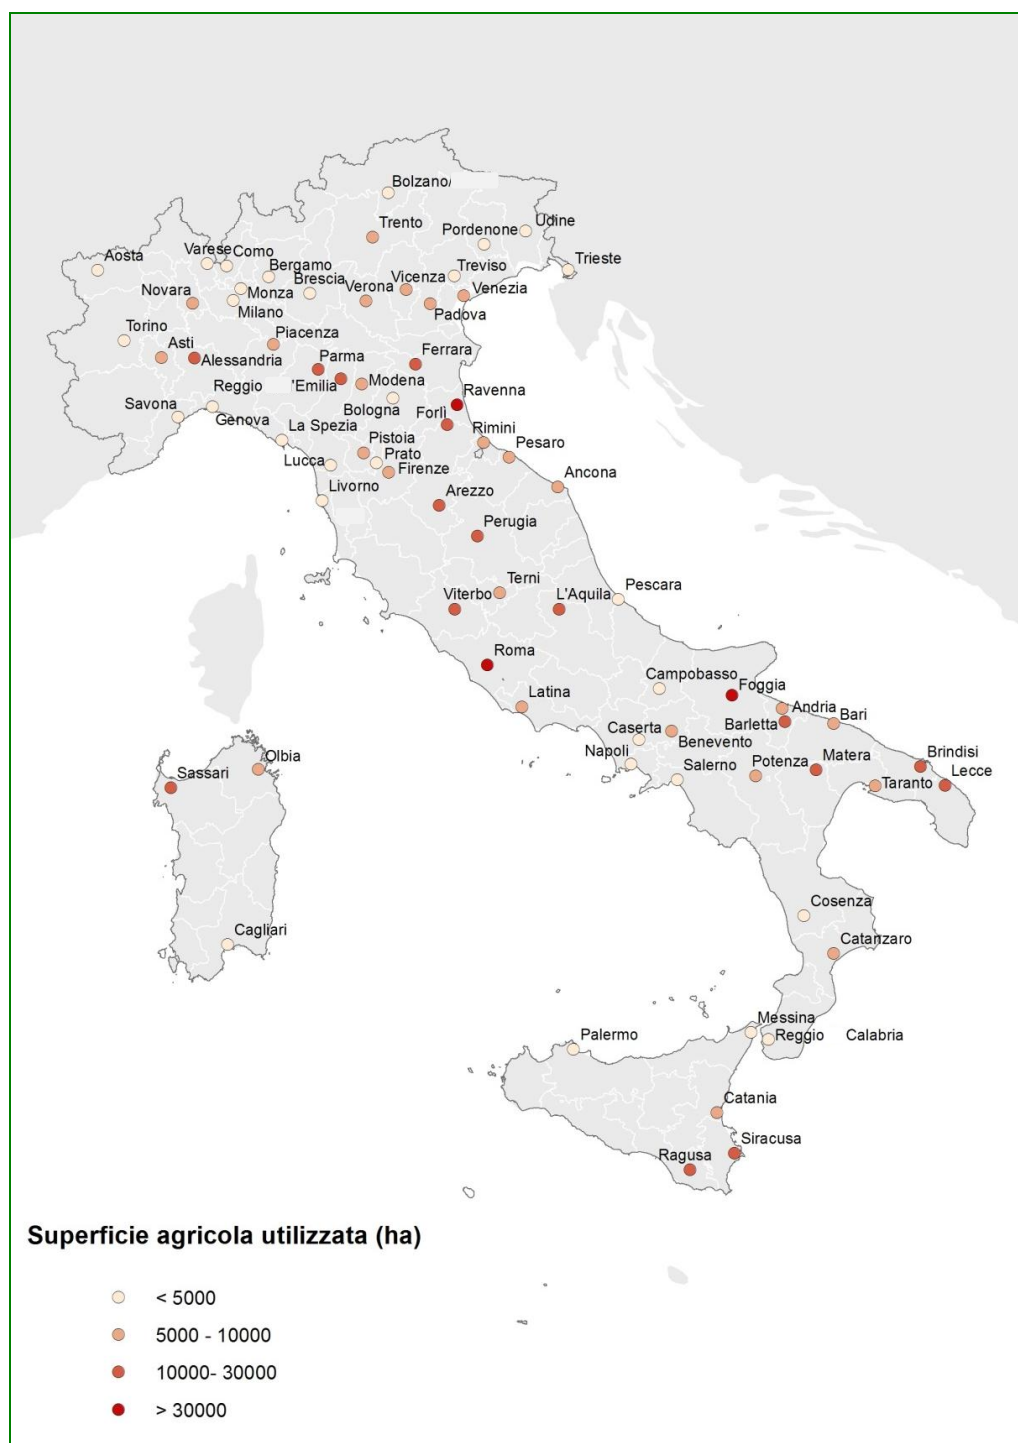 Bolzano/
Trento
Pordenone
Udine
Aosta
Varese
Como
Bergamo
Brescia
Treviso
Trieste
Novara
Monza
Milano
Verona
Vicenza
Venezia
Padova
Torino
Asti
Piacenza
Alessandria
Parma
Ferrara
Reggio 'Emilia
Modena
Ravenna
Savona
Genova
Bologna
Forlì
La Spezia
Pistoia
Rimini
Pesaro
Lucca
Prato
Firenze
Livorno
Arezzo
Ancona
Perugia
Terni
Viterbo
L'Aquila
Pescara
Roma
Latina
Campobasso
Foggia
Andria
Barletta
Bari
Caserta
Benevento
Napoli
Salerno
Potenza
Matera
Brindisi
Lecce
Taranto
Olbia
Sassari
Cagliari
Cosenza
Catanzaro
Messina
Reggio Calabria
Palermo
Catania
Siracusa
Ragusa
Superficie agricola utilizzata (ha)
< 5000
5000 - 10000
10000- 30000
> 30000